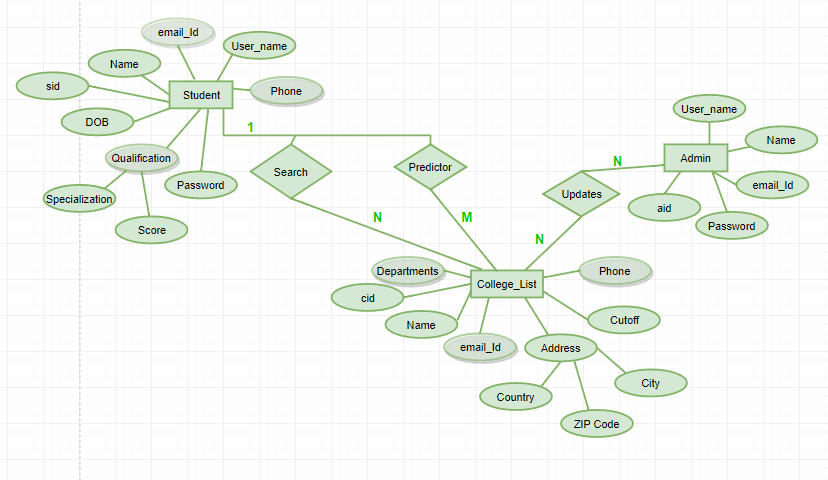 email_Id
User_name
Name
sid
Student
Phone
DOB
1
Qualification
Password
Specialization
Score
Search
Predictor
N
M
User_name
Name
N
Admin
email_Id
Updates
aid
Password
N
Departments
Phone
College_List
cid
Name
Cutoff
email_Id
Address
City
Country
ZIP Code